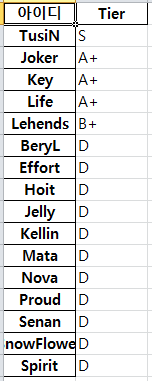 아이디 Tier
TusiN S
Joker A+
Key A+
Life A+
Lehends B+
BeryL D
Effort D
Hoit D
Jelly D
Kellin D
Mata D
Nova D
Proud D
Senan D
nowFlowe D
Spirit D